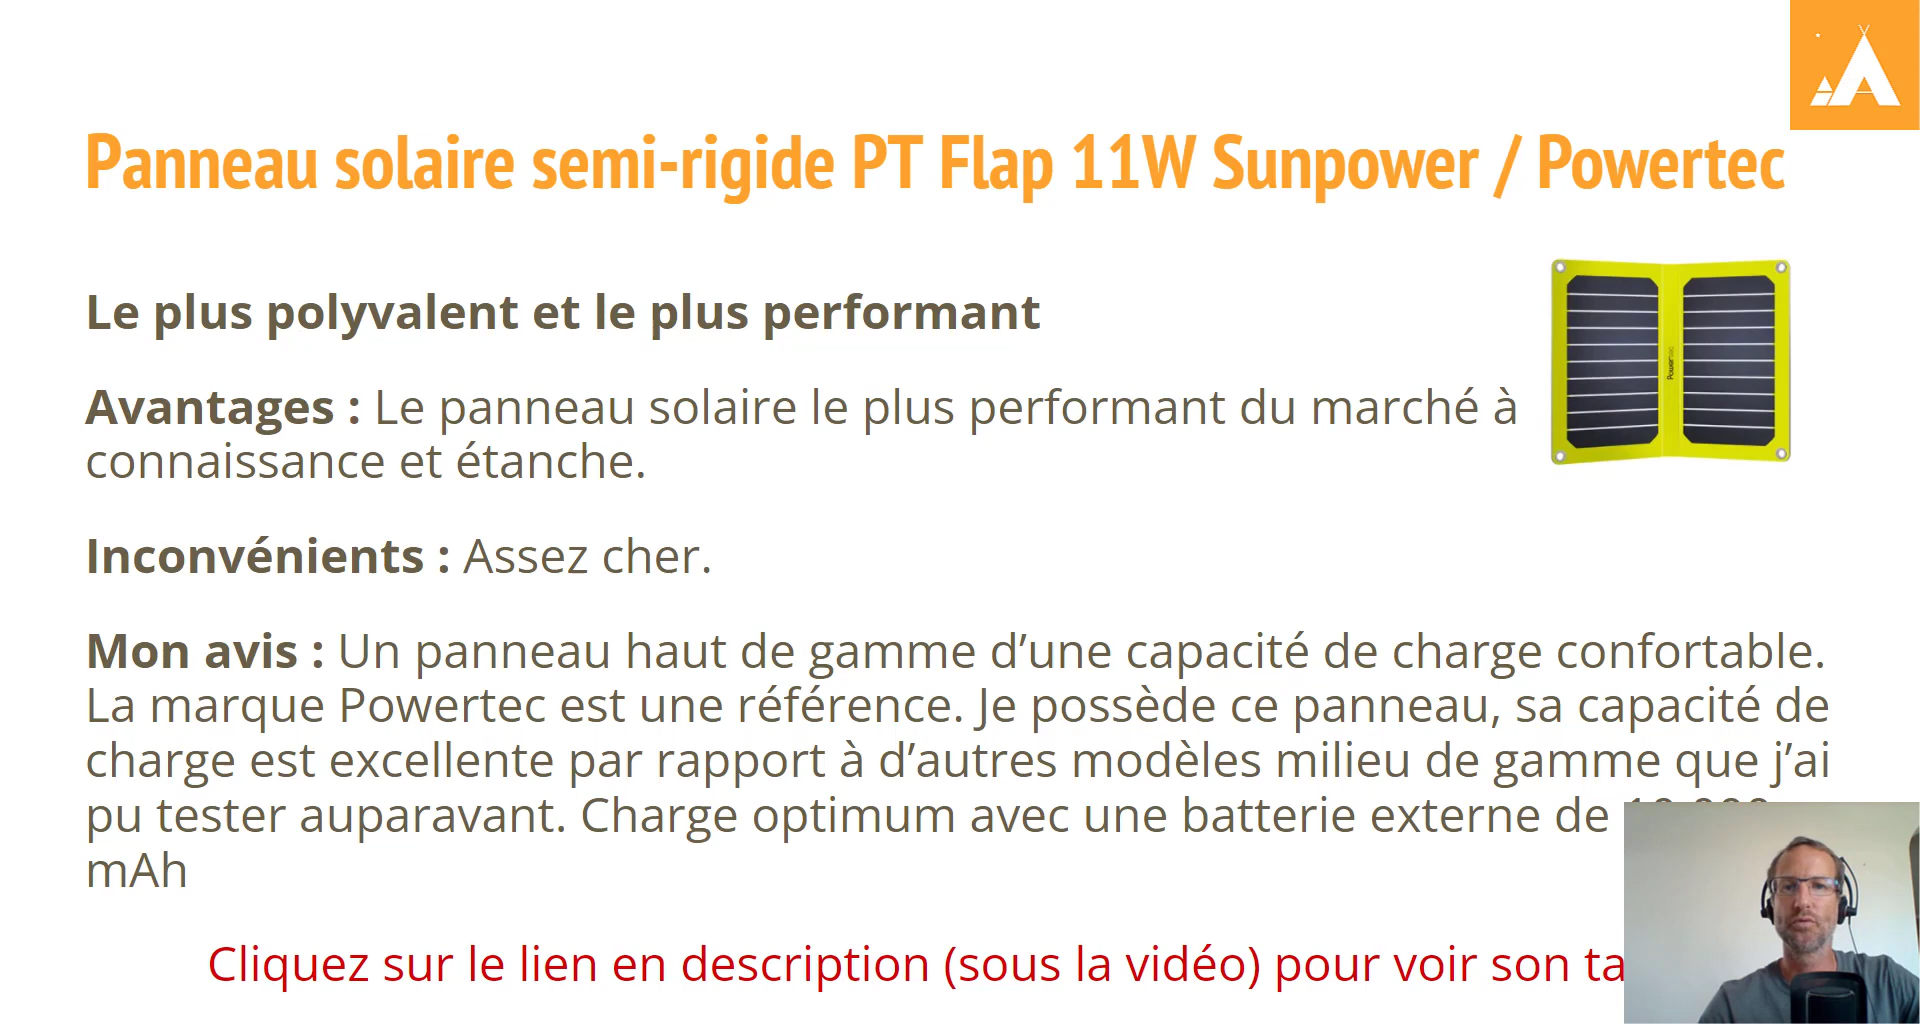 Panneau solaire semi-rigide PT Flap 11W Sunpower / Powertec
Le plus polyvalent et le plus performant
Avantages : Le panneau solaire le plus performant du marché à
connaissance et étanche.
Powertec
Inconvénients : Assez cher.
Mon avis : Un panneau haut de gamme d’une capacité de charge confortable.
La marque Powertec est une référence. Je possède ce panneau, sa capacité de
charge est excellente par rapport à d’autres modèles milieu de gamme que j’ai
pu tester auparavant. Charge optimum avec une batterie externe de
mAh
Cliquez sur le lien en description (sous la vidéo) pour voir son